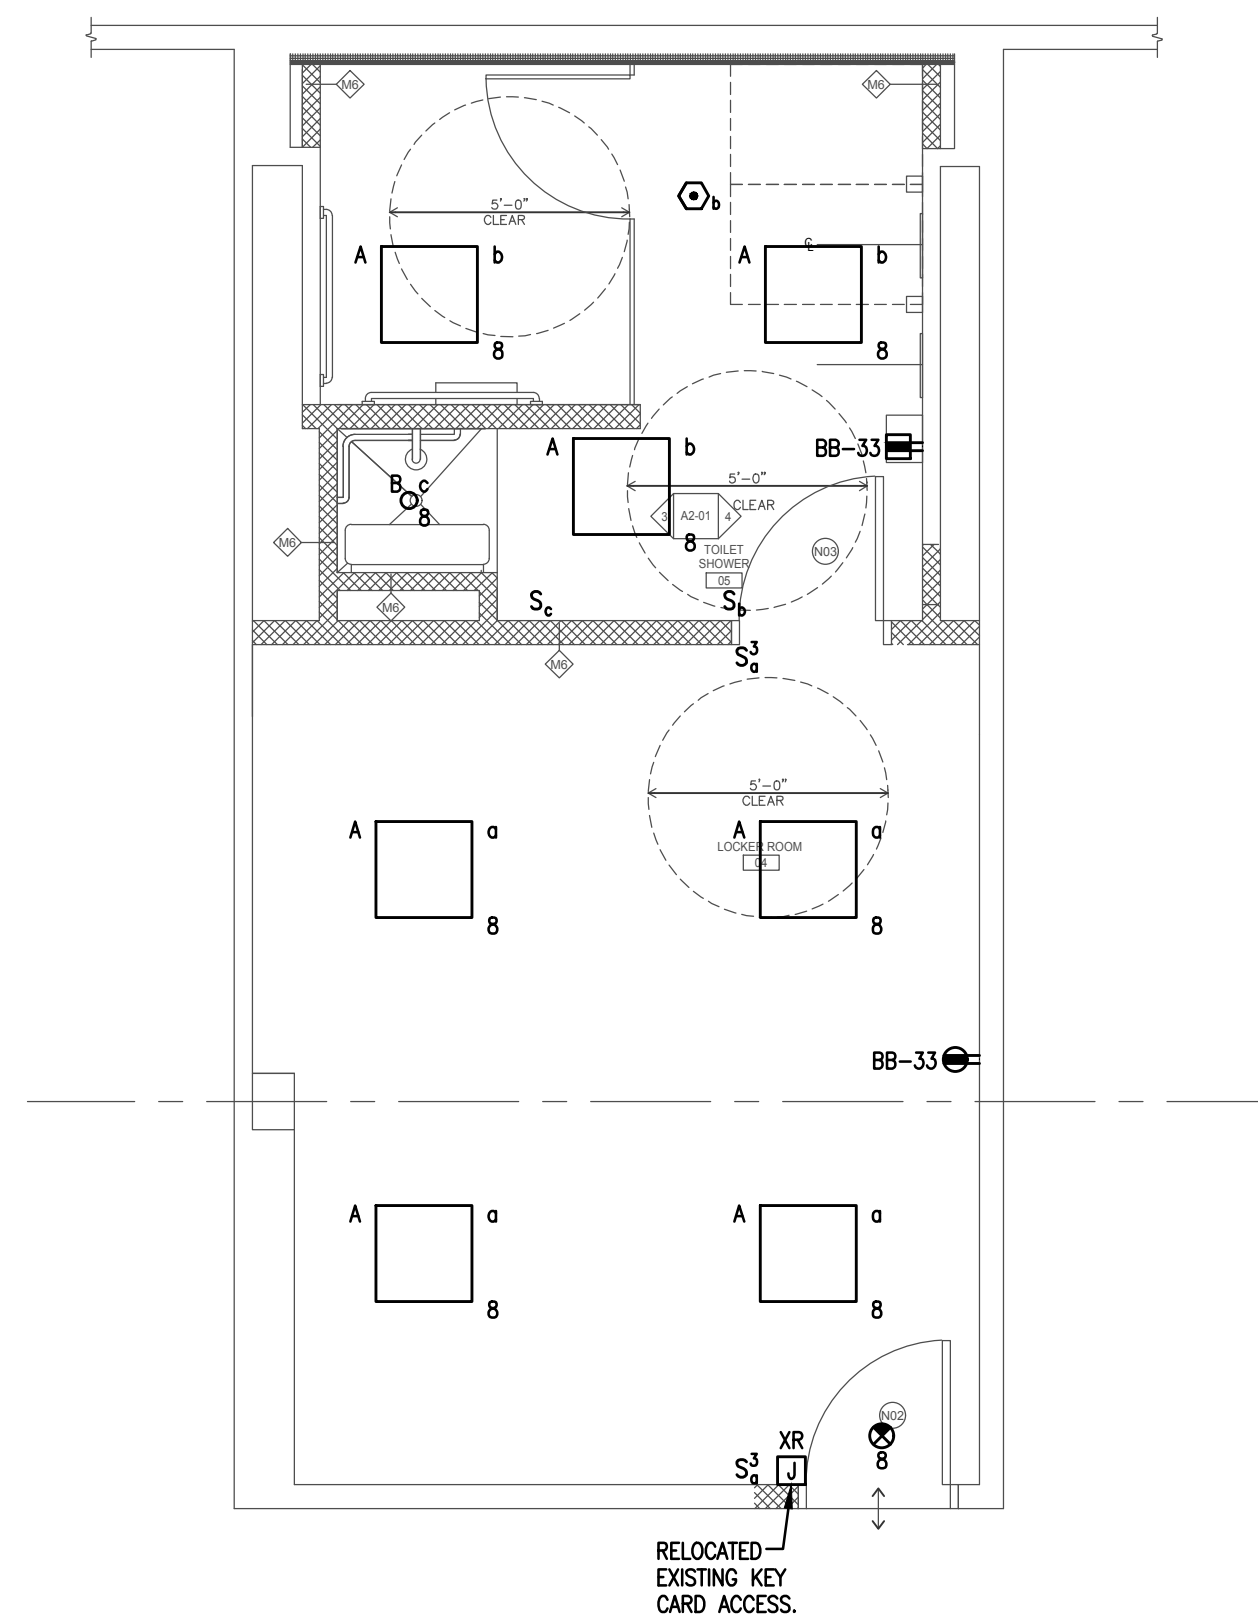 M6
M6
5'-0"
CLEAR
b
A
b
8
A
℄
b
8
A
b
BB-33
5'-0"
CLEAR
B
c
8
3
A2-01
4
8
TOILET
SHOWER
05
N03
M6
M6
Sc
Sb
M6
S3a
5'-0"
CLEAR
A
a
8
A
a
LOCKER ROOM
04
8
BB-33
A
a
8
A
a
8
N02
8
XR
J
S3a
RELOCATED
EXISTING KEY
CARD ACCESS.